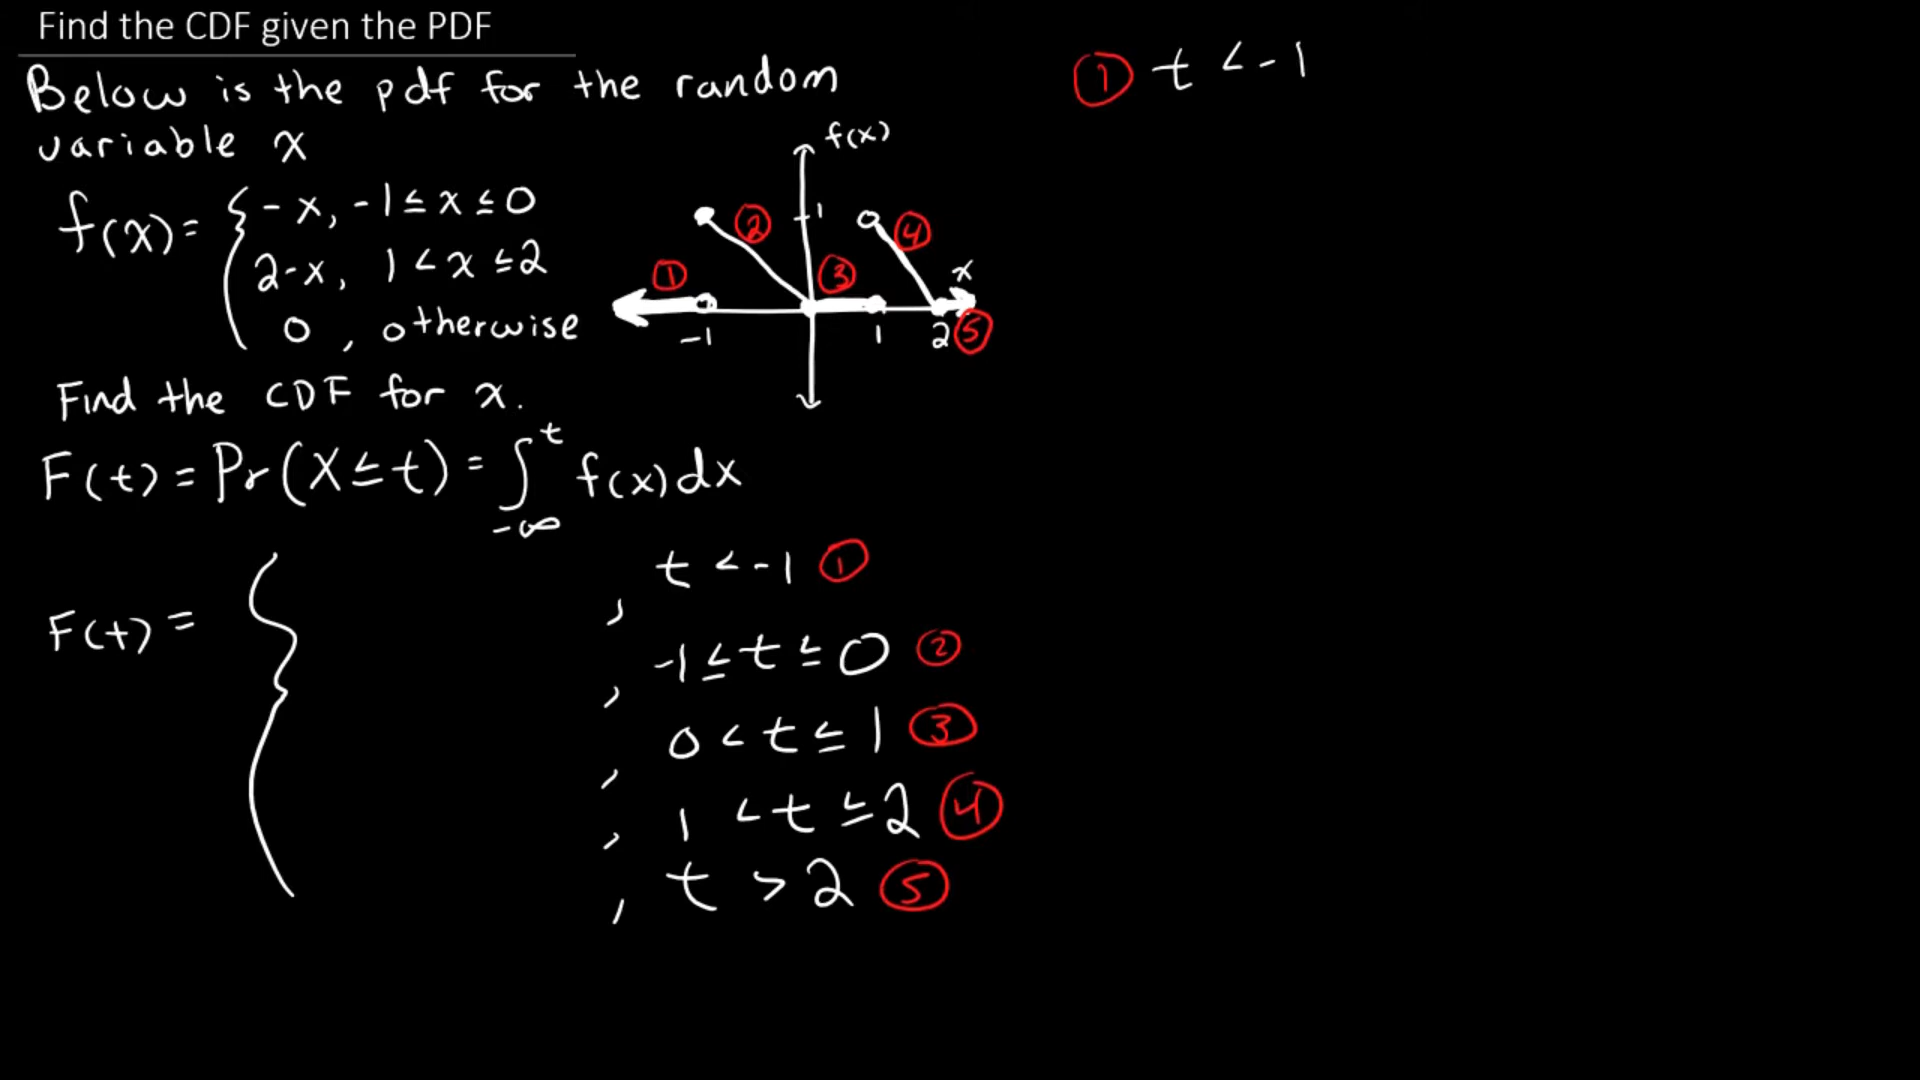 Find the CDF given the PDF
Below is the pdf for the random
variable x
f(x) = { -x, -1 ≤ x ≤ 0
2-x, 1 < x ≤ 2
0, otherwise
f(x)
1
① ② ③ ④
x
-1 1 2 ⑤
Find the CDF for x.
F(t) = Pr(X ≤ t) = ∫_{-∞}^{t} f(x)dx
F(t) = {
, t < -1 ①
, -1 ≤ t ≤ 0 ②
, 0 < t ≤ 1 ③
, 1 < t ≤ 2 ④
, t > 2 ⑤
① t < -1